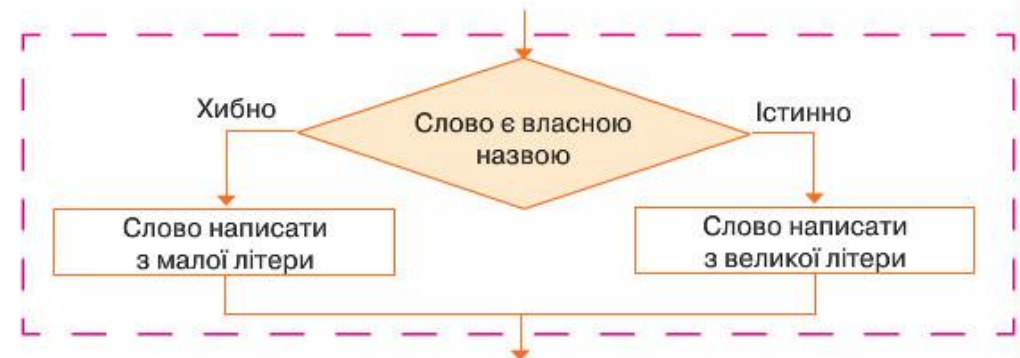 Хибно
Істинно
Слово є власною
назвою
Слово написати
з малої літери
Слово написати
з великої літери